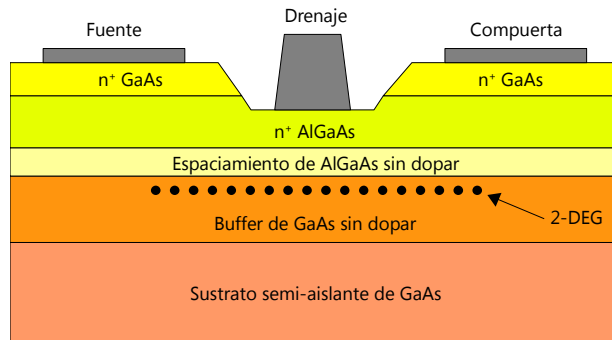 Fuente
Drenaje
Compuerta
n⁺ GaAs
n⁺ GaAs
n⁺ AlGaAs
Espaciamiento de AlGaAs sin dopar
2-DEG
Buffer de GaAs sin dopar
Sustrato semi-aislante de GaAs